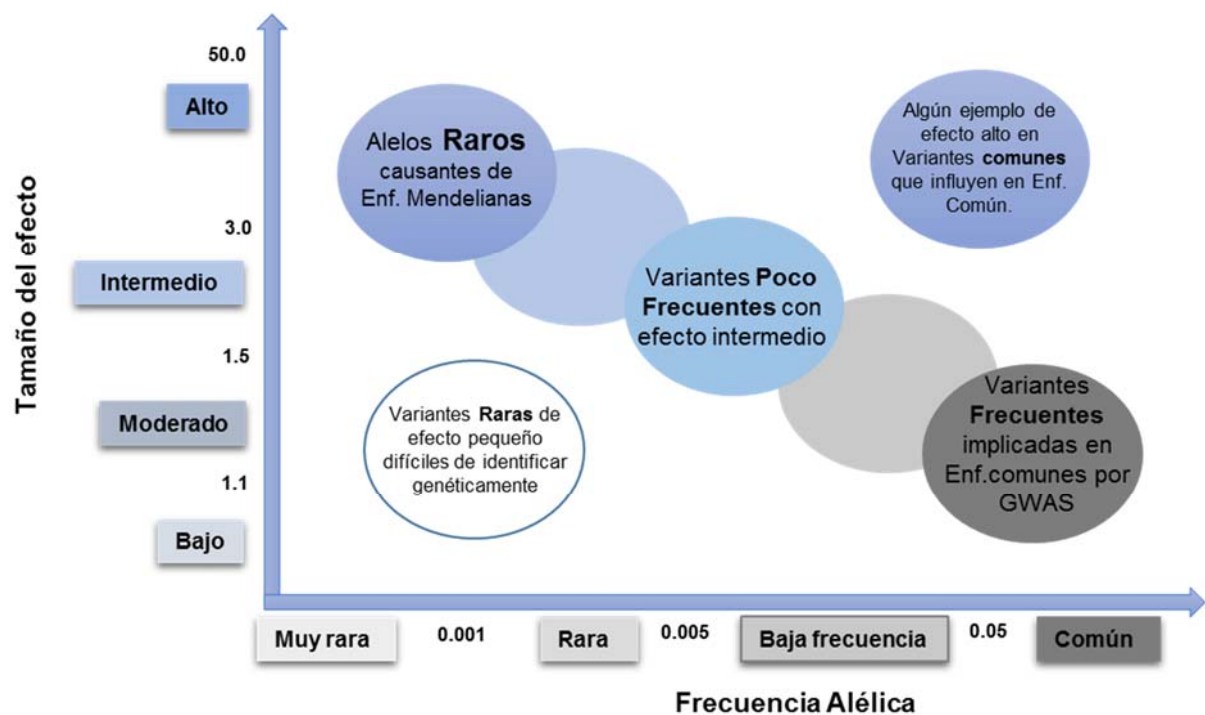 50.0
Alto
3.0
Intermedio
1.5
Moderado
1.1
Bajo
Tamaño del efecto
Alelos Raros
causantes de
Enf. Mendelianas
Algún ejemplo de
efecto alto en
Variantes comunes
que influyen en Enf.
Común.
Variantes Poco
Frecuentes con
efecto intermedio
Variantes Raras de
efecto pequeño
difíciles de identificar
genéticamente
Variantes
Frecuentes
implicadas en
Enf.comunes por
GWAS
Muy rara
0.001
Rara
0.005
Baja frecuencia
0.05
Común
Frecuencia Alélica